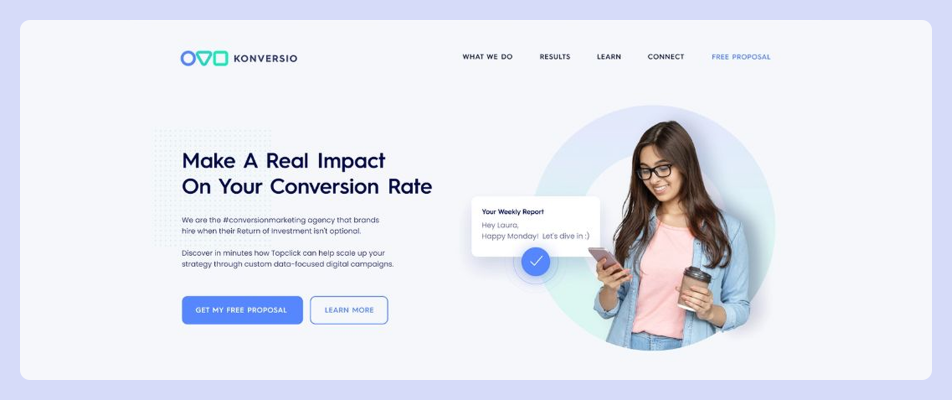 KONVERSIO
WHAT WE DO
RESULTS
LEARN
CONNECT
FREE PROPOSAL
Make A Real Impact
On Your Conversion Rate
We are the #conversionmarketing agency that brands
hire when their Return of Investment isn't optional.
Discover in minutes how Topclick can help scale up your
strategy through custom data-focused digital campaigns.
GET MY FREE PROPOSAL
LEARN MORE
Your Weekly Report
Hey Laura,
Happy Monday! Let's dive in :)